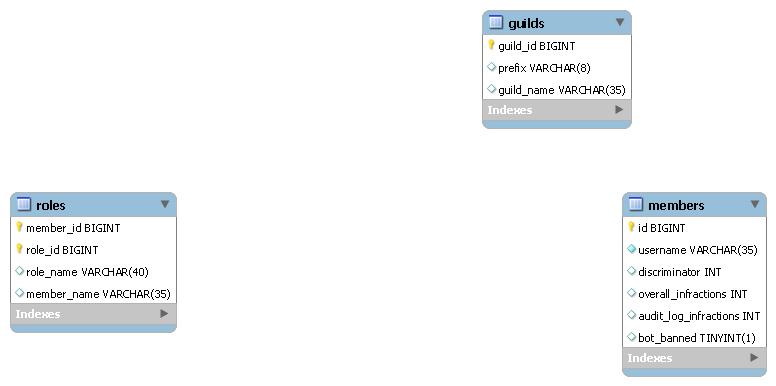 guilds
guild_id BIGINT
prefix VARCHAR(8)
guild_name VARCHAR(35)
Indexes
roles
member_id BIGINT
role_id BIGINT
role_name VARCHAR(40)
member_name VARCHAR(35)
Indexes
members
id BIGINT
username VARCHAR(35)
discriminator INT
overall_infractions INT
audit_log_infractions INT
bot_banned TINYINT(1)
Indexes